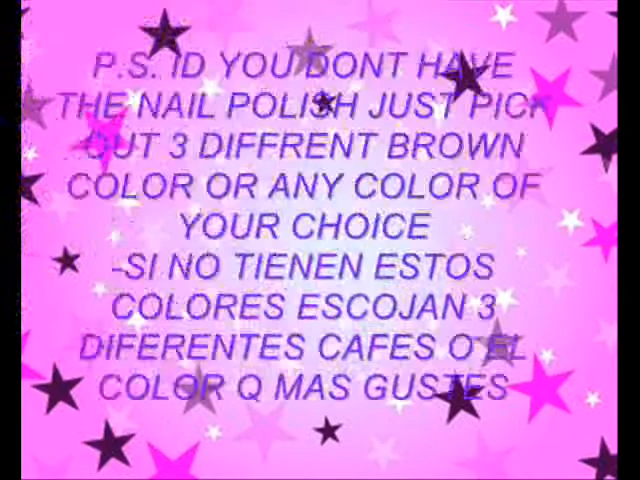 P.S. ID YOU DONT HAVE
THE NAIL POLISH JUST PICK
OUT 3 DIFFRENT BROWN
COLOR OR ANY COLOR OF
YOUR CHOICE
-SI NO TIENEN ESTOS
COLORES ESCOJAN 3
DIFERENTES CAFES O EL
COLOR Q MAS GUSTES